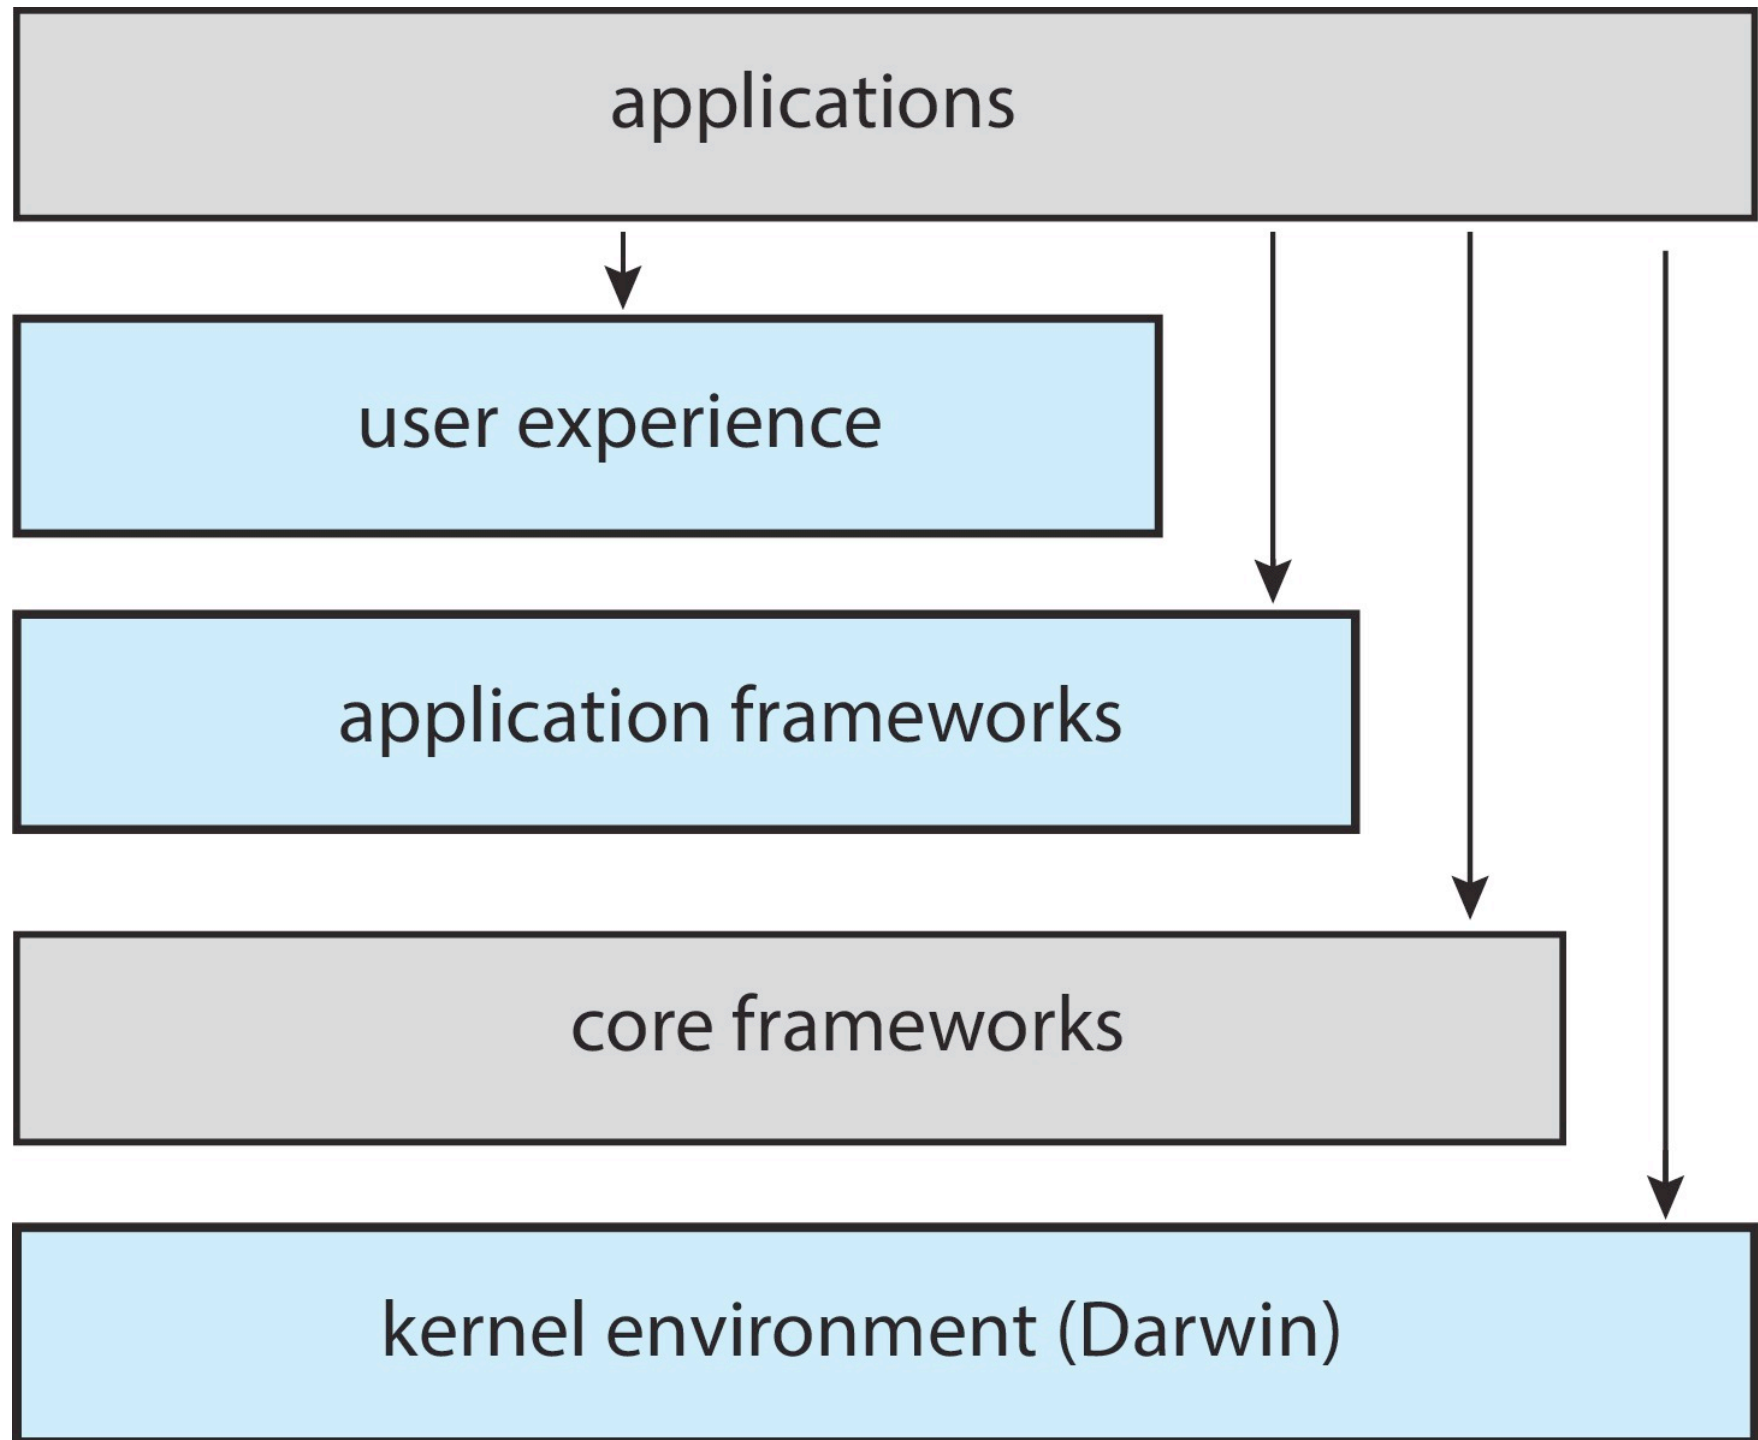 applications
user experience
application frameworks
core frameworks
kernel environment (Darwin)